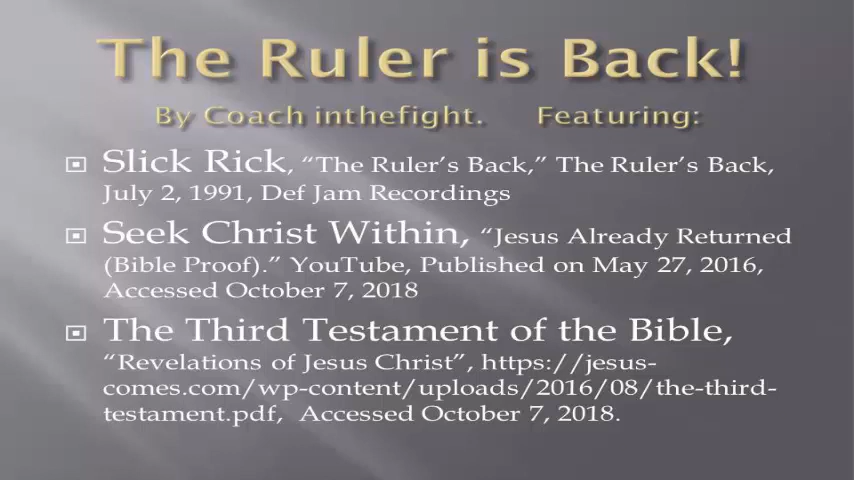 The Ruler is Back!
By Coach inthefight. Featuring:
Slick Rick, “The Ruler’s Back,” The Ruler’s Back,
July 2, 1991, Def Jam Recordings
Seek Christ Within, “Jesus Already Returned
(Bible Proof).” YouTube, Published on May 27, 2016,
Accessed October 7, 2018
The Third Testament of the Bible,
“Revelations of Jesus Christ”, https://jesus-
comes.com/wp-content/uploads/2016/08/the-third-
testament.pdf, Accessed October 7, 2018.